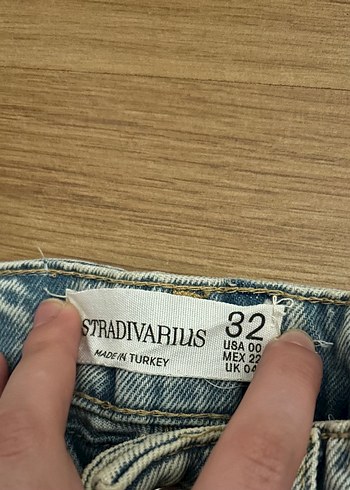 STRADIVARIUS
MADE IN TURKEY
32
USA 00
MEX 22
UK 04